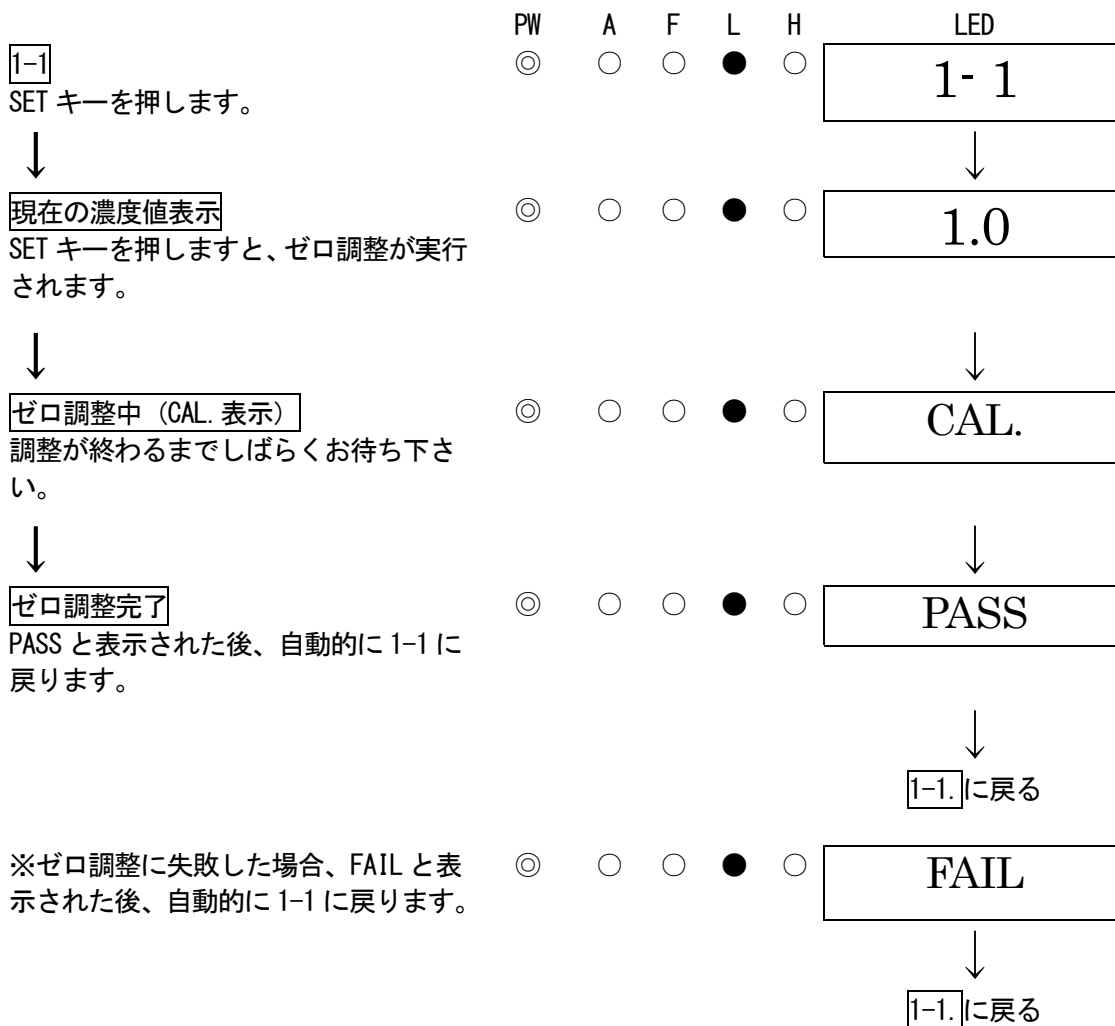 PW A F L H LED
1-1 ◎ ○ ○ ● ○ 1- 1
SET キーを押します。
↓ ↓
現在の濃度値表示 ◎ ○ ○ ● ○ 1.0
SET キーを押しますと、ゼロ調整が実行
されます。
↓ ↓
ゼロ調整中（CAL.表示） ◎ ○ ○ ● ○ CAL.
調整が終わるまでしばらくお待ち下さ
い。
↓ ↓
ゼロ調整完了 ◎ ○ ○ ● ○ PASS
PASS と表示された後、自動的に 1-1 に
戻ります。
↓
1-1.に戻る
※ゼロ調整に失敗した場合、FAIL と表 ◎ ○ ○ ● ○ FAIL
示された後、自動的に 1-1 に戻ります。
↓
1-1.に戻る